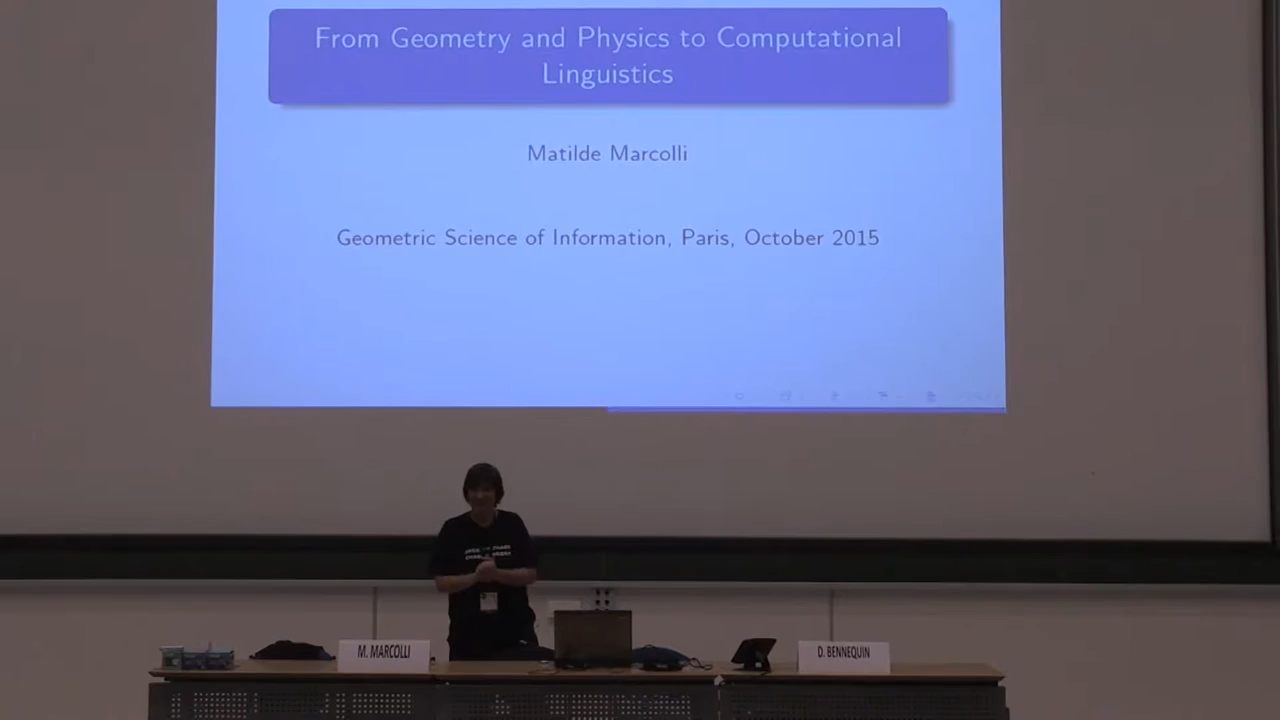 From Geometry and Physics to Computational
Linguistics
Matilde Marcolli
Geometric Science of Information, Paris, October 2015
M. MARCOLLI
D. BENNEQUIN